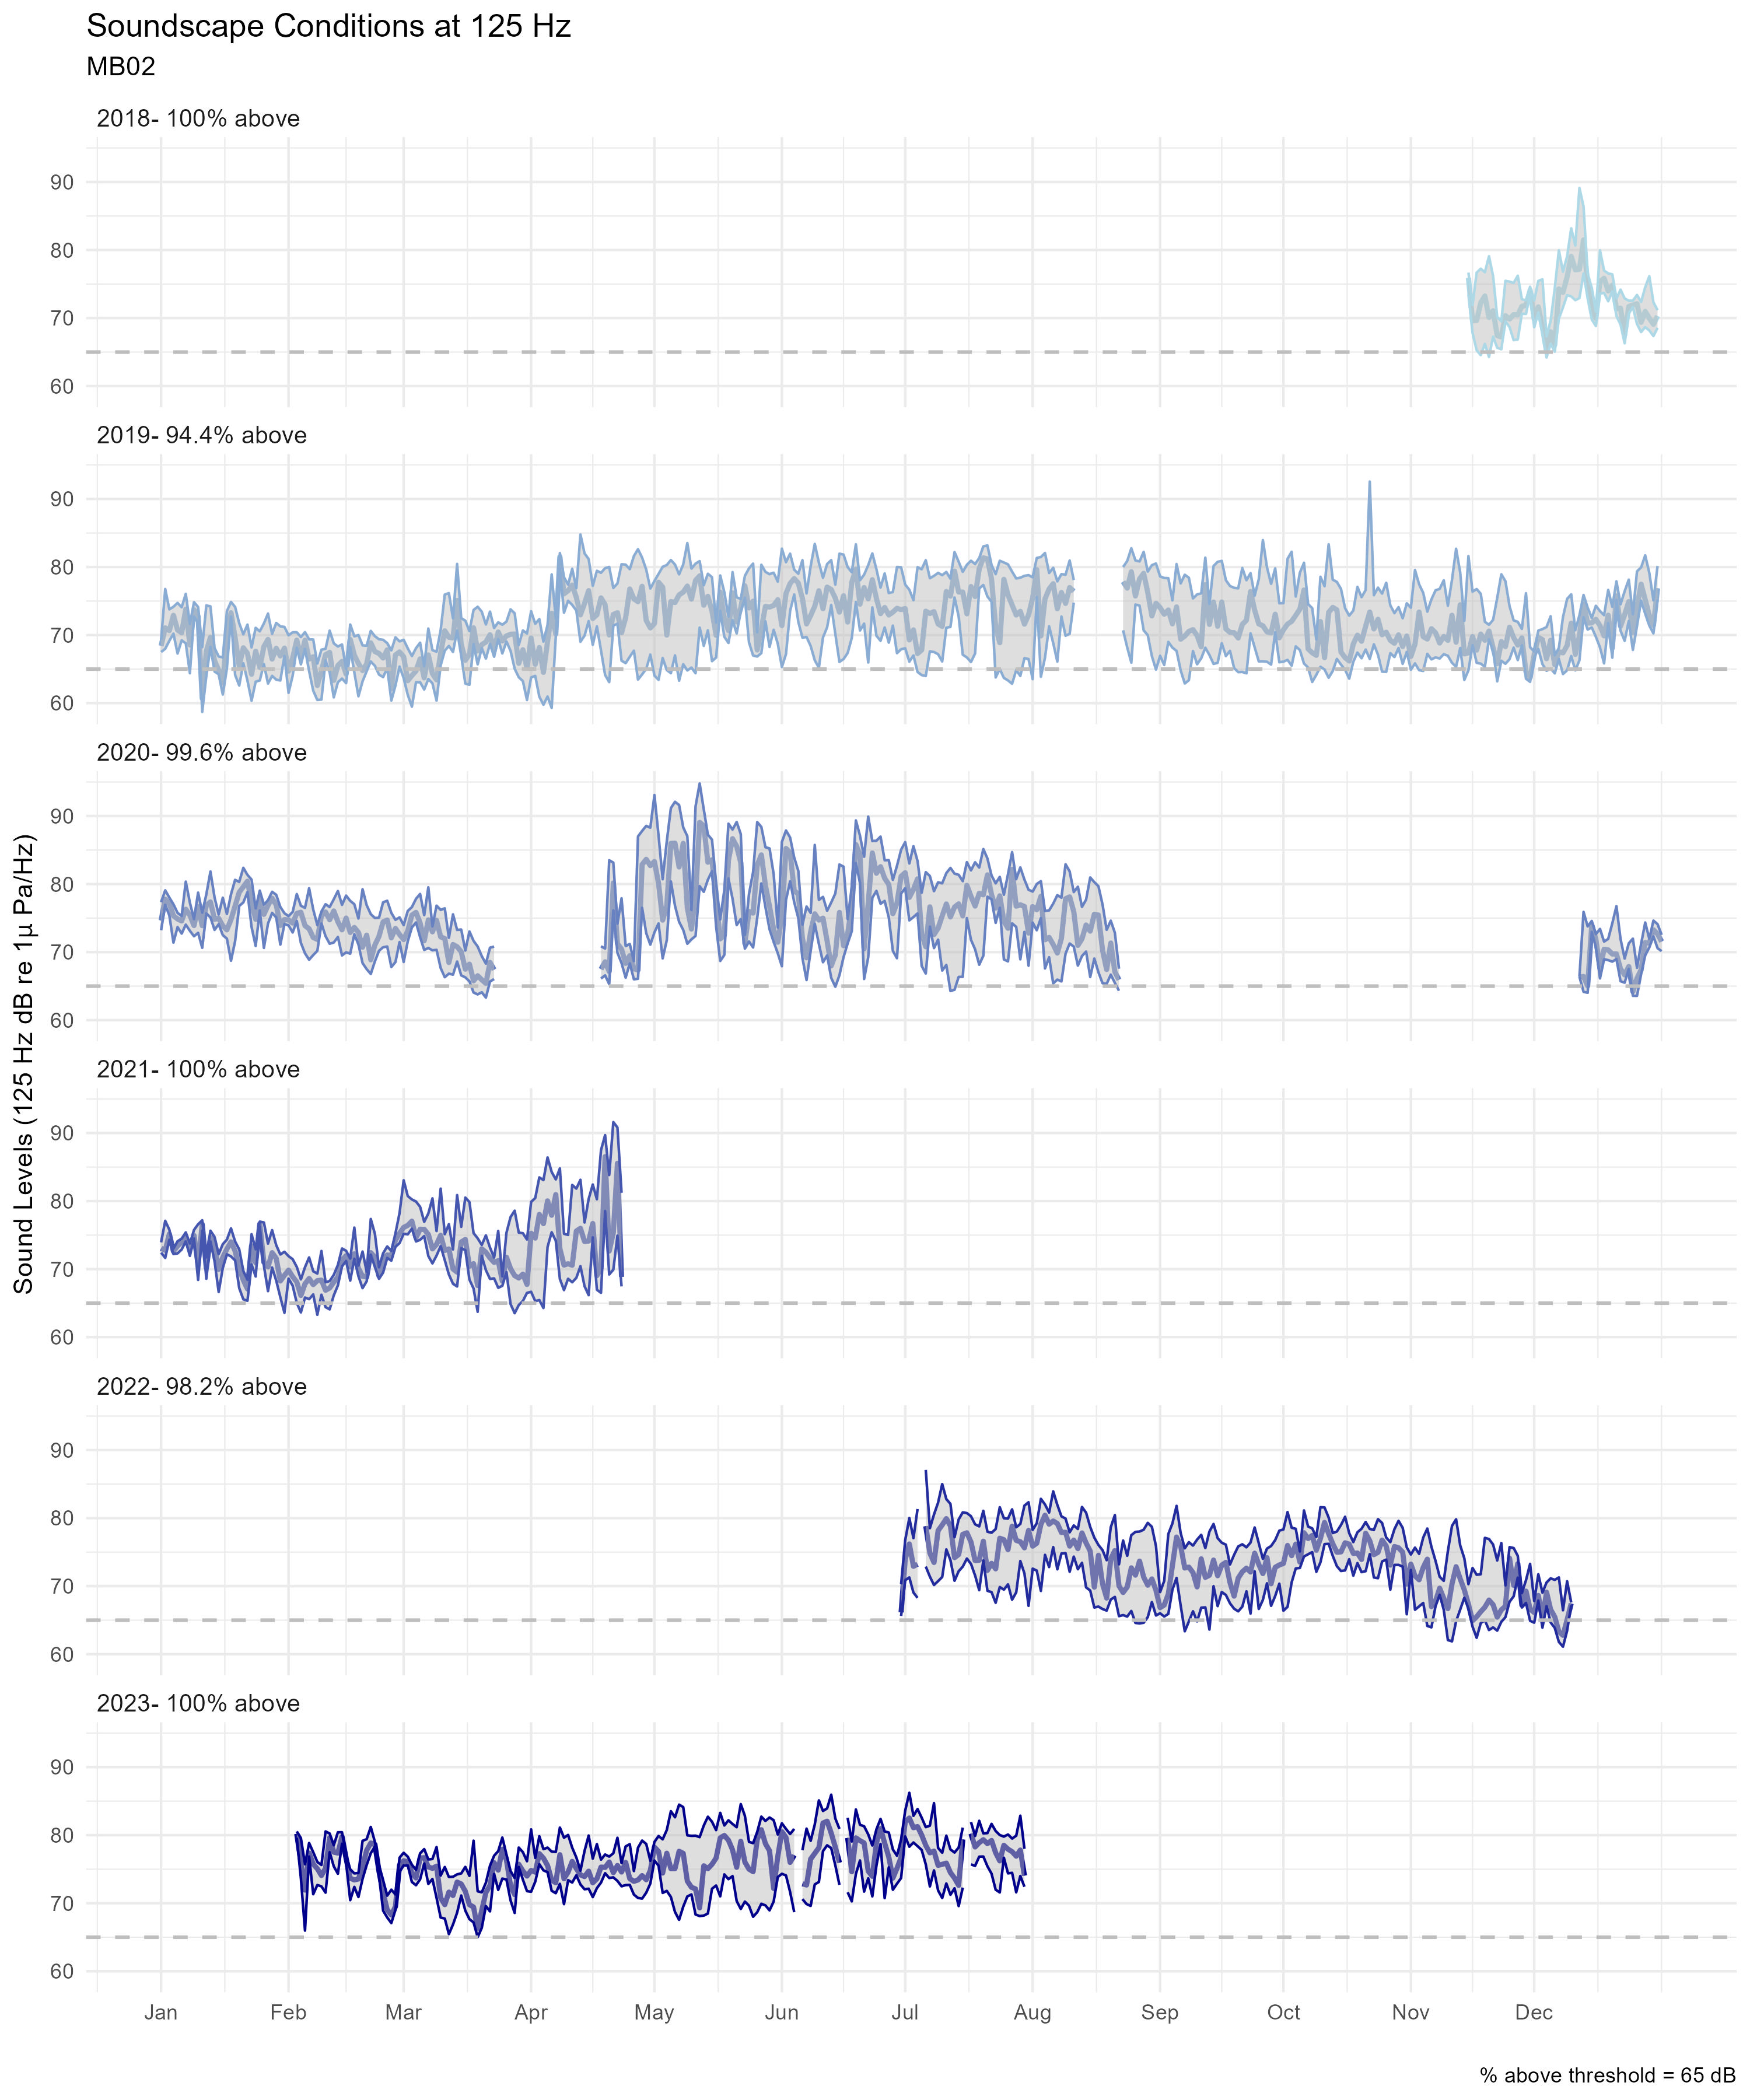 Soundscape Conditions at 125 Hz
MB02
2018- 100% above
90
80
70
60
2019- 94.4% above
90
80
70
60
2020- 99.6% above
90
80
70
60
2021- 100% above
90
80
70
60
2022- 98.2% above
90
80
70
60
2023- 100% above
90
80
70
60
Sound Levels (125 Hz dB re 1µ Pa/Hz)
Jan Feb Mar Apr May Jun Jul Aug Sep Oct Nov Dec
% above threshold = 65 dB